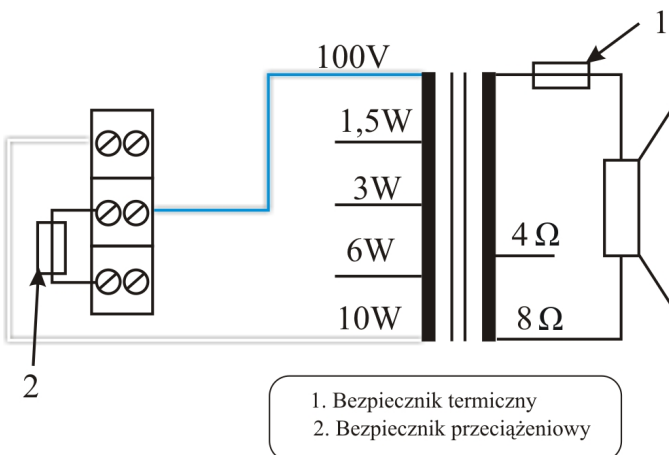 1
100V
1,5W
3W
4 Ω
6W
10W
8 Ω
2
1. Bezpiecznik termiczny
2. Bezpiecznik przeciążeniowy